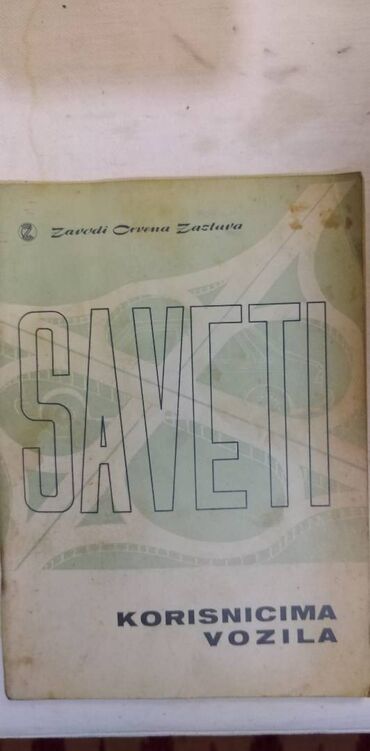 Zavodi Crvena Zastava
SAVETI
KORISNICIMA
VOZILA